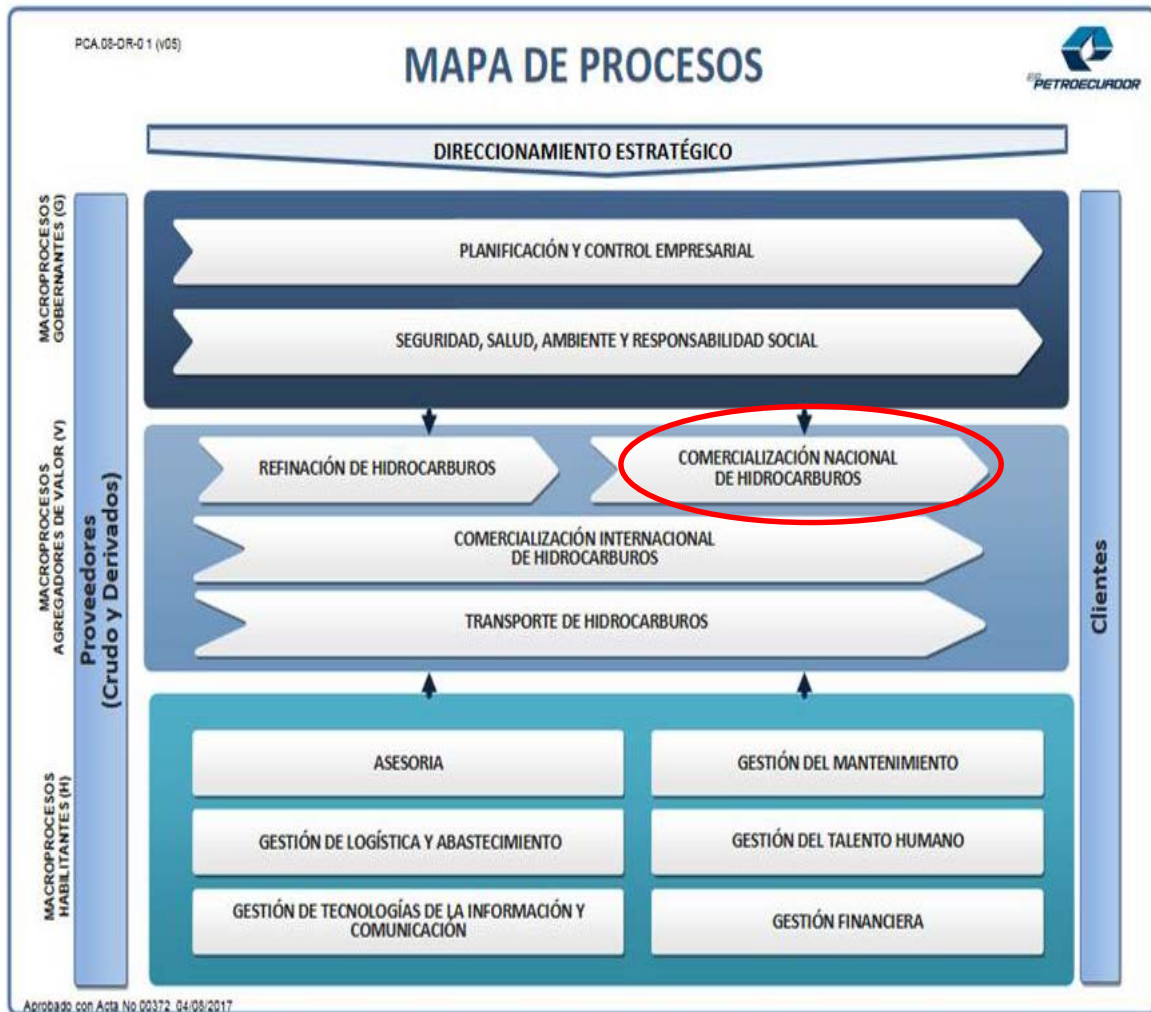 PCA.08-DR-01 (v05)
MAPA DE PROCESOS
EP PETROECUADOR
DIRECCIONAMIENTO ESTRATÉGICO
MACROPROCESOS
GOBERNANTES (G)
PLANIFICACIÓN Y CONTROL EMPRESARIAL
SEGURIDAD, SALUD, AMBIENTE Y RESPONSABILIDAD SOCIAL
MACROPROCESOS
AGREGADORES DE VALOR (V)
Proveedores
(Crudo y Derivados)
REFINACIÓN DE HIDROCARBUROS
COMERCIALIZACIÓN NACIONAL
DE HIDROCARBUROS
COMERCIALIZACIÓN INTERNACIONAL
DE HIDROCARBUROS
TRANSPORTE DE HIDROCARBUROS
Clientes
MACROPROCESOS
HABILITANTES (H)
ASESORIA
GESTIÓN DEL MANTENIMIENTO
GESTIÓN DE LOGÍSTICA Y ABASTECIMIENTO
GESTIÓN DEL TALENTO HUMANO
GESTIÓN DE TECNOLOGÍAS DE LA INFORMACIÓN Y
COMUNICACIÓN
GESTIÓN FINANCIERA
Aprobado con Acta No 00372 04/08/2017